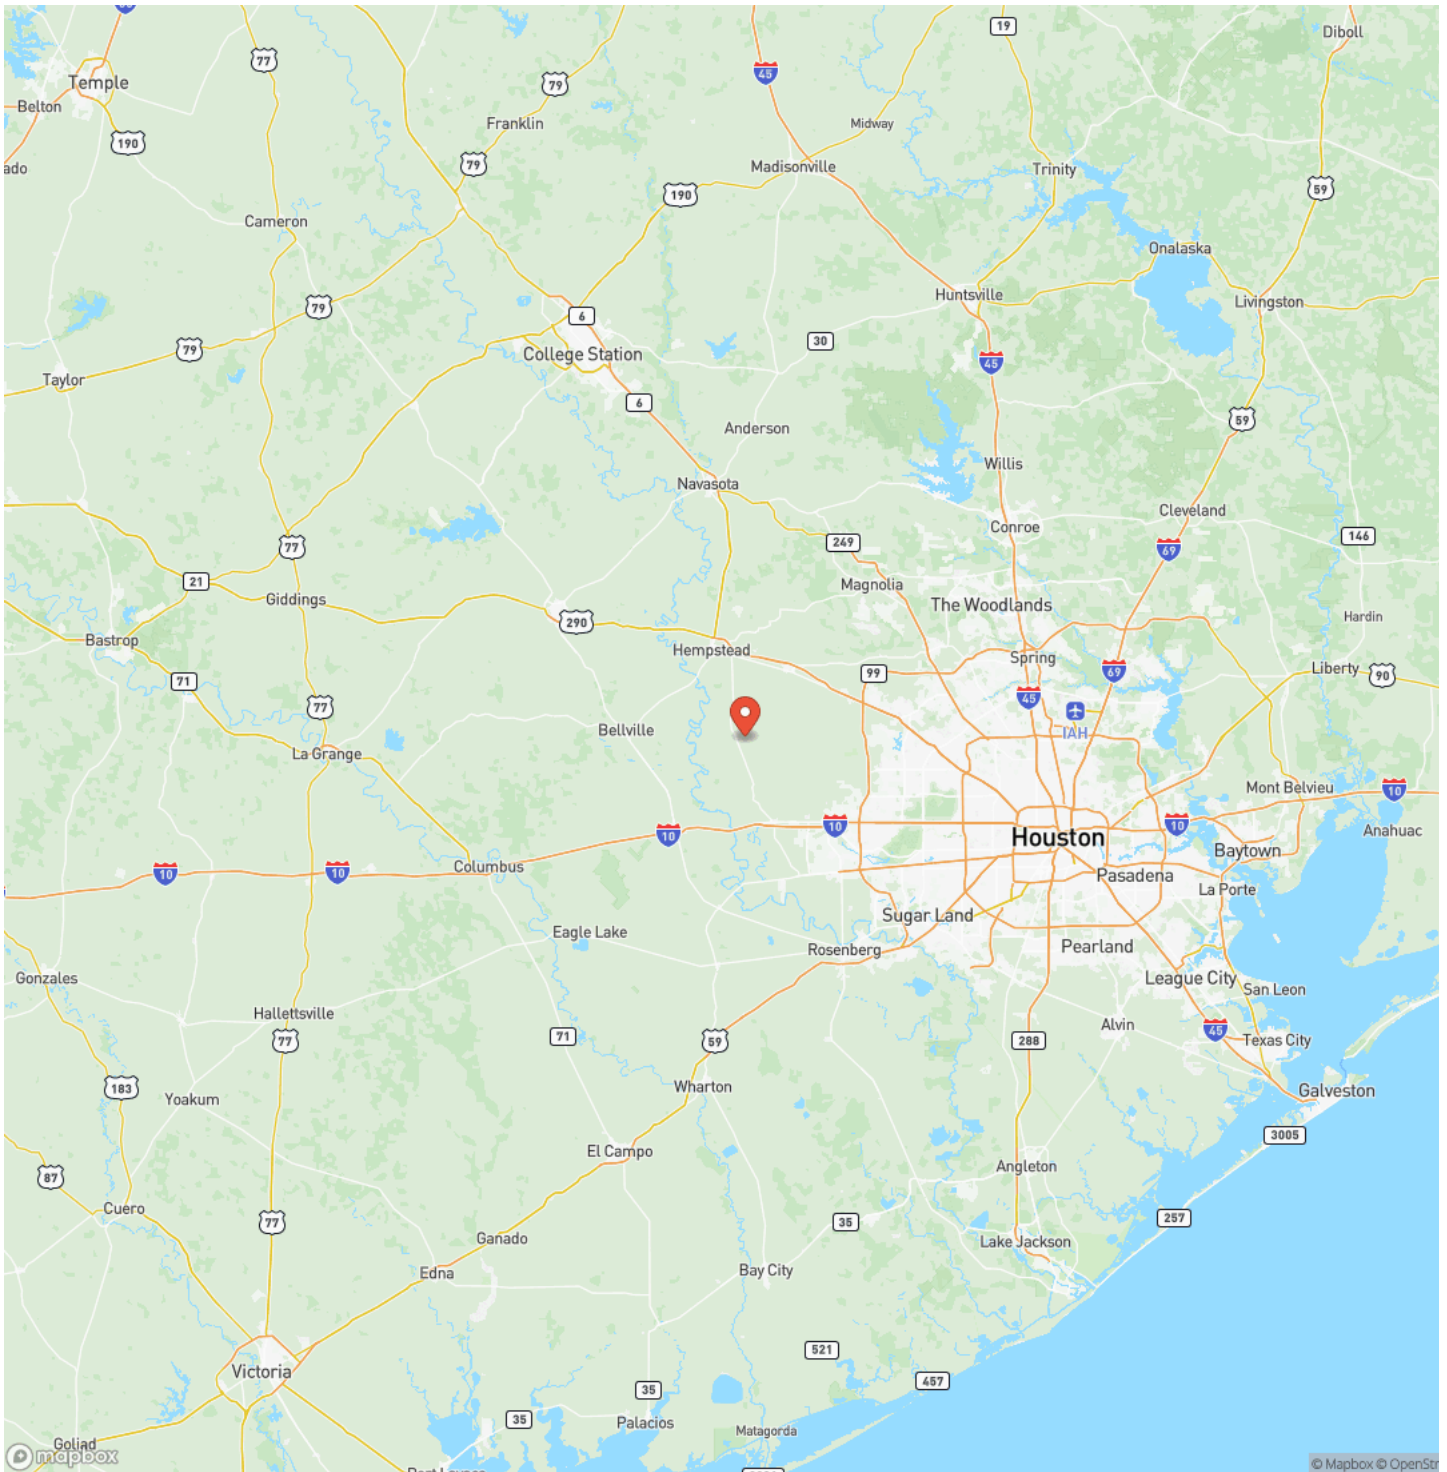 19
Diboll
77
45
Temple
79
Belton
Franklin
Midway
190
79
Madisonville
ado
Trinity
190
59
Cameron
Onalaska
Huntsville
Livingston
79
6
30
79
College Station
45
Taylor
6
59
Anderson
Willis
Navasota
Cleveland
Conroe
146
249
77
69
21
Magnolia
Giddings
The Woodlands
290
Hardin
Bastrop
Hempstead
Spring
Liberty
99
69
90
71
45
77
Bellville
IAH
La Grange
Mont Belvieu
10
10
10
10
Anahuac
Houston
Baytown
Columbus
10
10
Pasadena
La Porte
Sugar Land
Eagle Lake
Rosenberg
Pearland
Gonzales
League City
San Leon
Hallettsville
Alvin
45
71
77
59
288
Texas City
Wharton
183
Galveston
Yoakum
3005
El Campo
Angleton
87
Cuero
77
35
257
Ganado
Lake Jackson
Edna
Bay City
521
Victoria
457
35
35
Palacios
Matagorda
Goliad
mapbox
© Mapbox © OpenStr